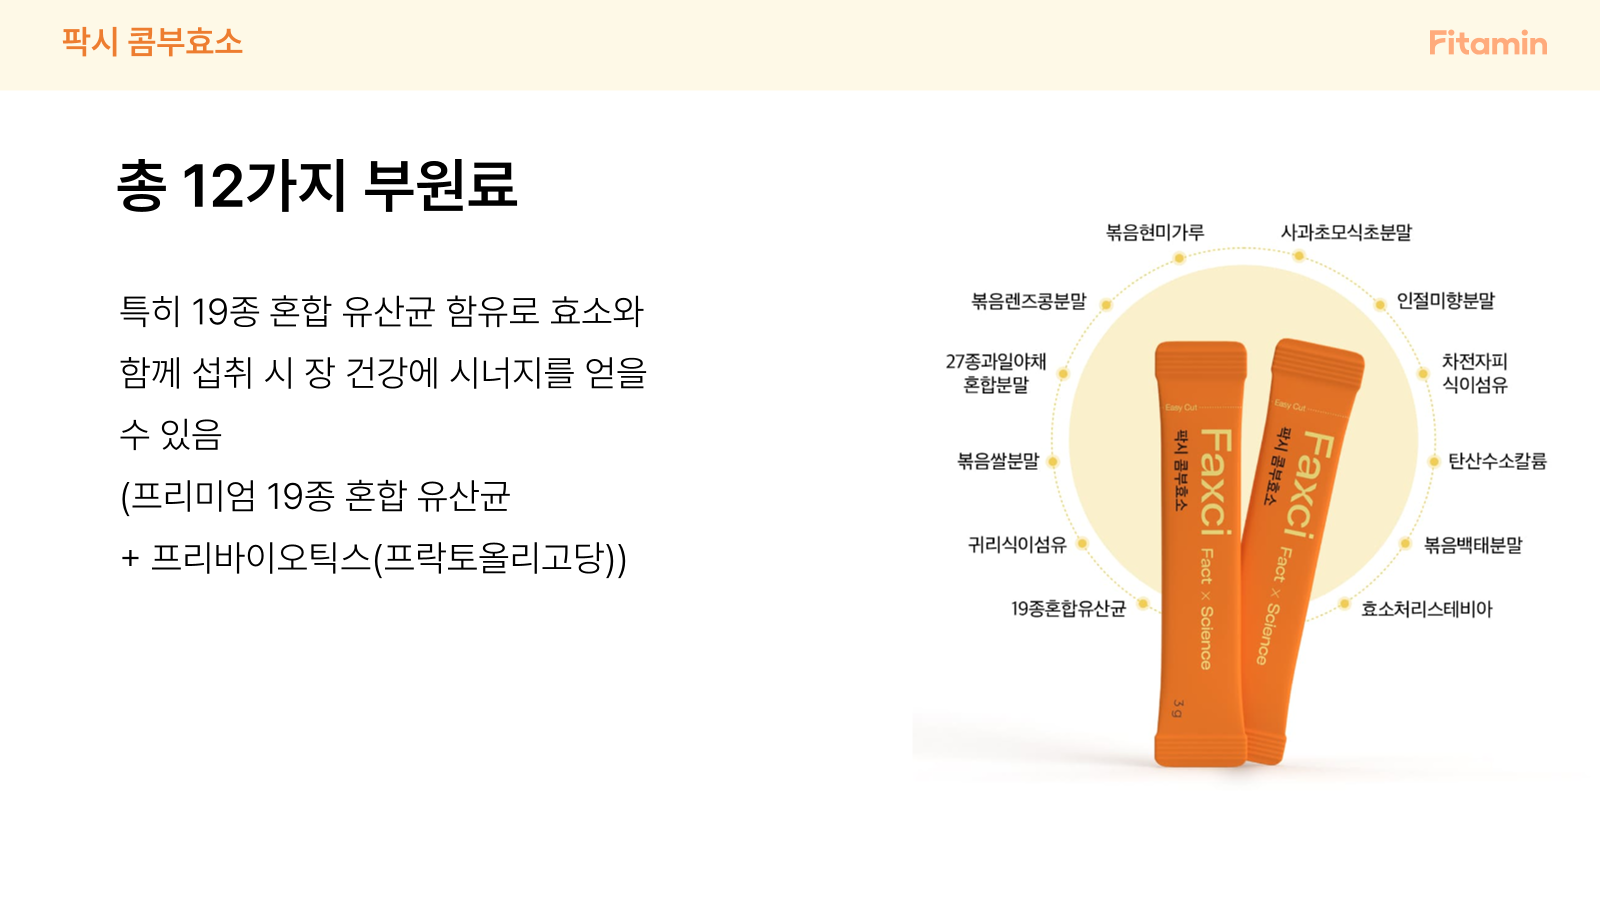 팍시 콤부효소
Fitamin
총 12가지 부원료
특히 19종 혼합 유산균 함유로 효소와
함께 섭취 시 장 건강에 시너지를 얻을
수 있음
(프리미엄 19종 혼합 유산균
+ 프리바이오틱스(프락토올리고당))
볶음현미가루
사과초모식초분말
볶음렌즈콩분말
인절미향분말
27종과일야채
혼합분말
차전자피
식이섬유
볶음쌀분말
탄산수소칼륨
귀리식이섬유
볶음백태분말
19종혼합유산균
효소처리스테비아
Easy Cut
Faxci Fact × Science
팍시 콤부효소
3 g
Easy Cut
Faxci Fact × Science
팍시 콤부효소